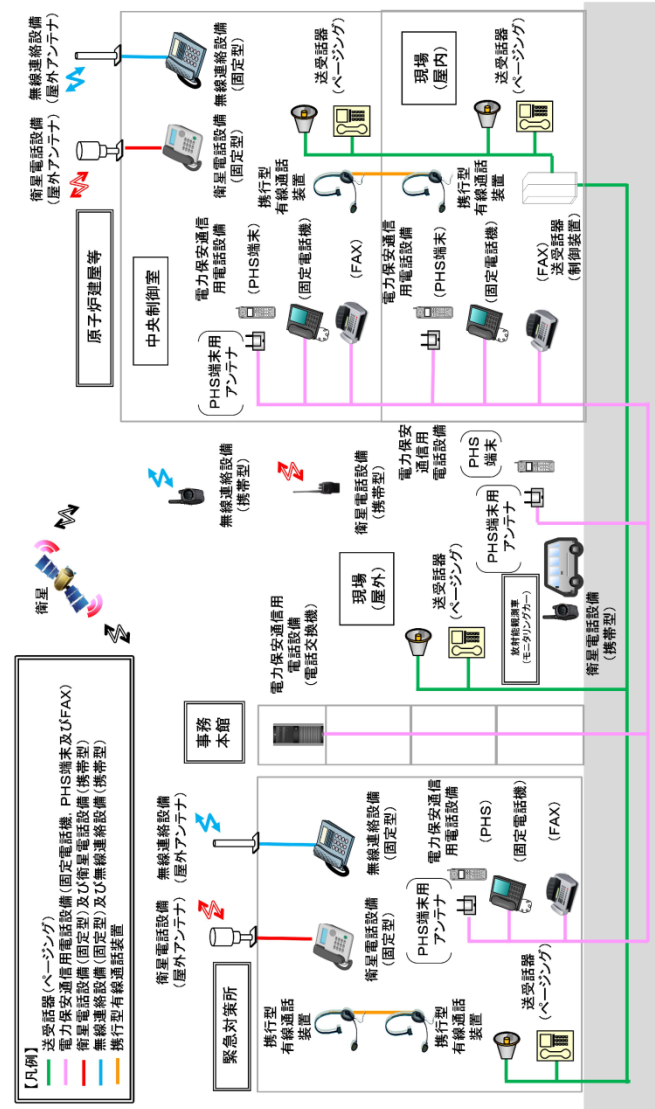 【凡例】
送受話器(ページング)
電力保安通信用電話設備(固定電話機、PHS端末及びFAX)
衛星電話設備(固定型)及び衛星電話設備(携帯型)
無線連絡設備(固定型)及び無線連絡設備(携帯型)
携行型有線通話装置
衛星
原子炉建屋等
衛星電話設備
(屋外アンテナ)
無線連絡設備
(屋外アンテナ)
中央制御室
衛星電話設備
(固定型)
無線連絡設備
(固定型)
電力保安通信
用電話設備
PHS端末用
アンテナ
(PHS端末)
(固定電話機)
(FAX)
携行型
有線通話
装置
送受話器
(ページング)
現場
(屋内)
電力保安通信
用電話設備
(PHS端末)
(固定電話機)
(FAX)
携行型
有線通話
装置
送受話器
(ページング)
送受話器
(制御装置)
無線連絡設備
(携帯型)
衛星電話設備
(携帯型)
電力保安
通信用
電話設備
PHS
端末
PHS端末用
アンテナ
現場
(屋外)
送受話器
(ページング)
放射能観測車
(モニタリングカー)
衛星電話設備
(携帯型)
事務
本館
電力保安通信用
電話設備
(電話交換機)
緊急対策所
衛星電話設備
(屋外アンテナ)
無線連絡設備
(屋外アンテナ)
衛星電話設備
(固定型)
無線連絡設備
(固定型)
携行型
有線通話
装置
携行型
有線通話
装置
電力保安通信
用電話設備
PHS端末用
アンテナ
(PHS)
(固定電話機)
(FAX)
送受話器
(ページング)